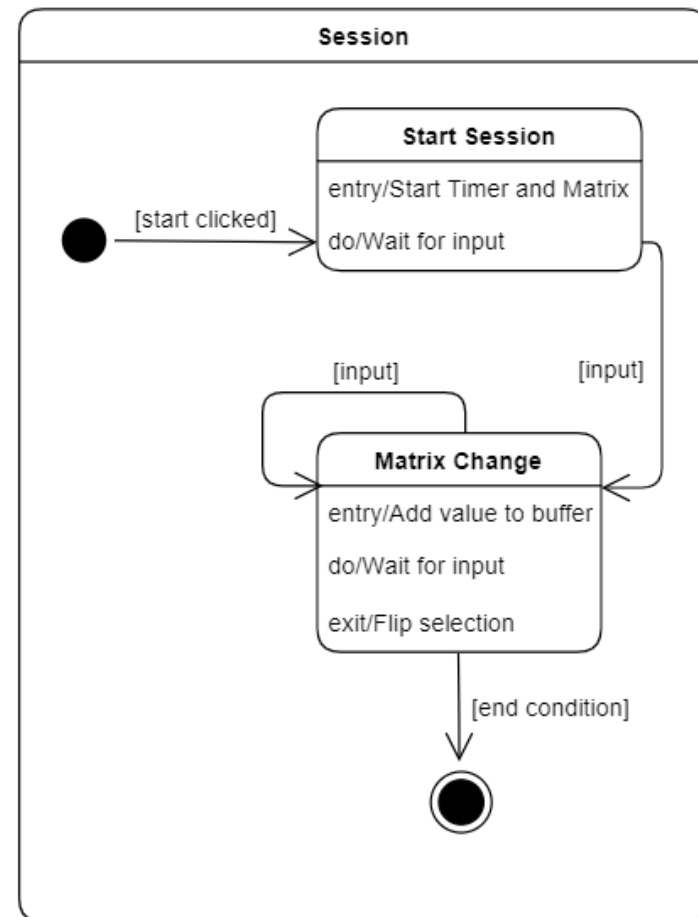 Session
Start Session
entry/Start Timer and Matrix
[start clicked]
do/Wait for input
[input]
[input]
Matrix Change
entry/Add value to buffer
do/Wait for input
exit/Flip selection
[end condition]